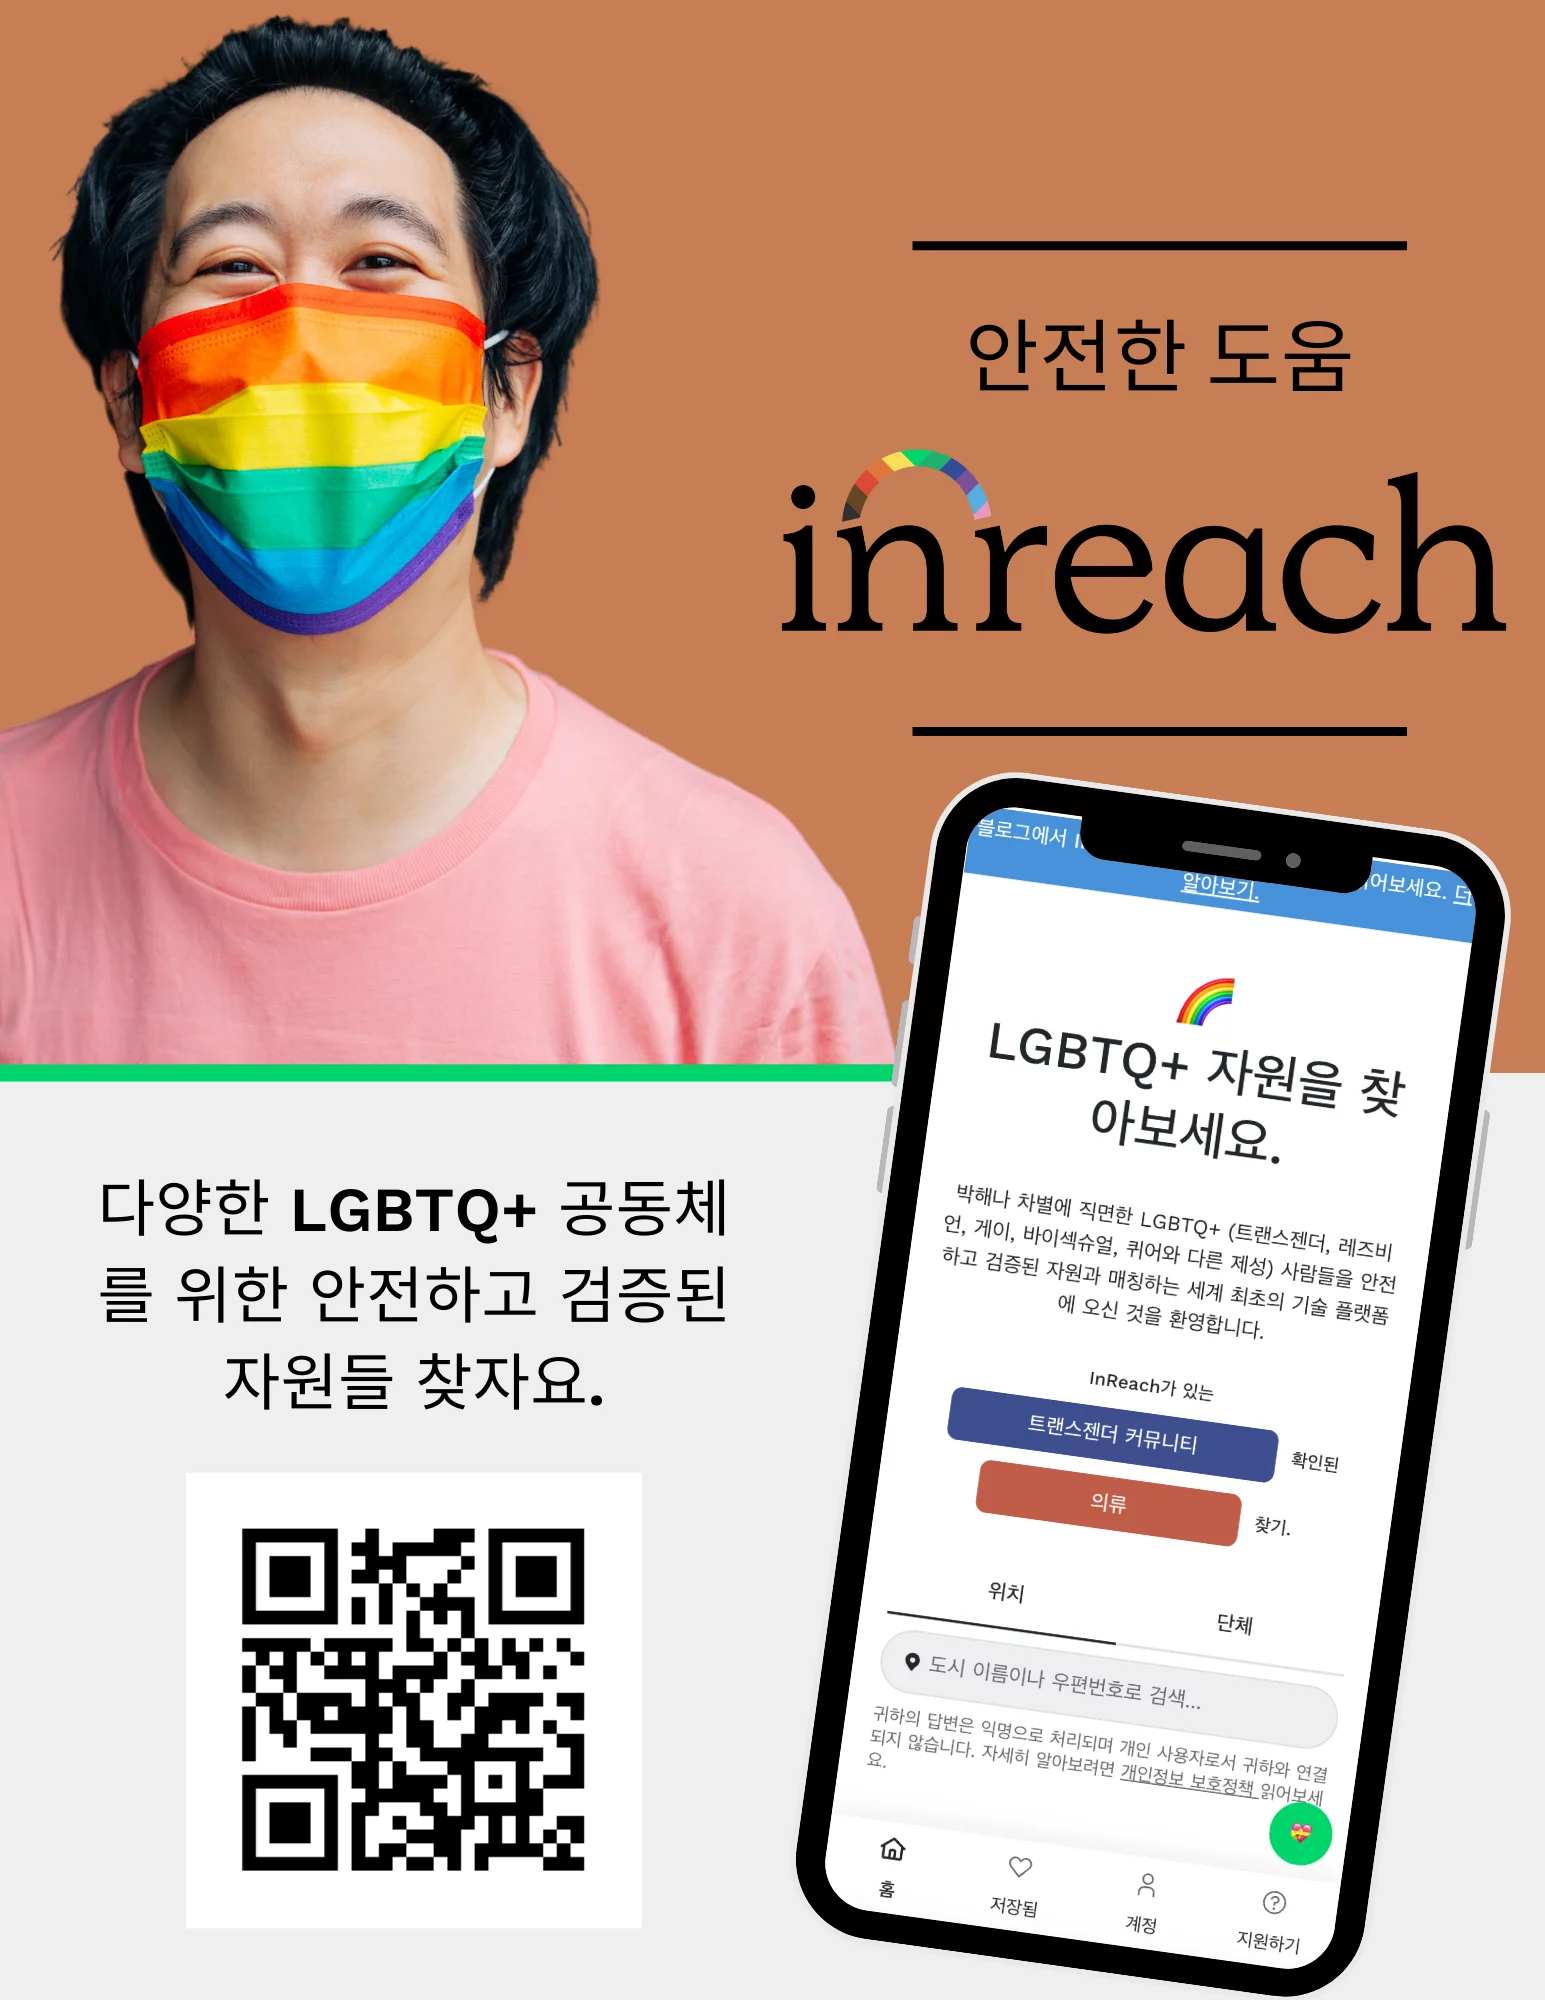 안전한 도움
inreach
다양한 LGBTQ+ 공동체
를 위한 안전하고 검증된
자원들 찾자요.
블로그에서
어보세요. 더
알아보기.
LGBTQ+ 자원을 찾
아보세요.
박해나 차별에 직면한 LGBTQ+ (트랜스젠더, 레즈비
언, 게이, 바이섹슈얼, 퀴어와 다른 제성) 사람들을 안전
하고 검증된 자원과 매칭하는 세계 최초의 기술 플랫폼
에 오신 것을 환영합니다.
InReach가 있는
트랜스젠더 커뮤니티 확인된
의류 찾기.
위치 단체
도시 이름이나 우편번호로 검색...
귀하의 답변은 익명으로 처리되며 개인 사용자로서 귀하와 연결
되지 않습니다. 자세히 알아보려면 개인정보 보호정책 읽어보세
요.
홈 저장됨 계정 지원하기